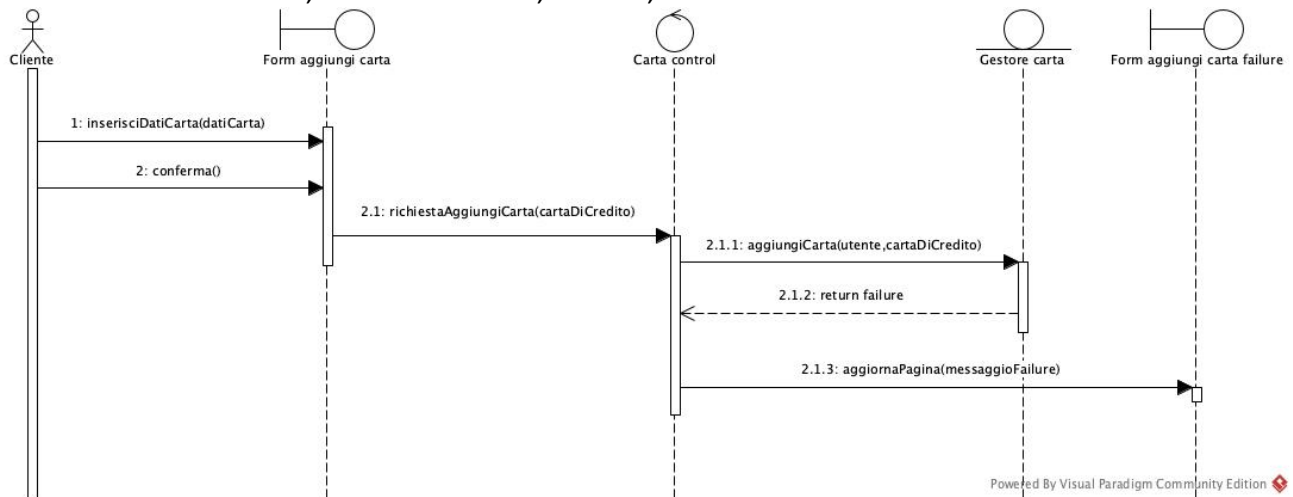 Cliente
Form aggiungi carta
Carta control
Gestore carta
Form aggiungi carta failure
1: inserisciDatiCarta(datiCarta)
2: conferma()
2.1: richiestaAggiungiCarta(cartaDiCredito)
2.1.1: aggiungiCarta(utente,cartaDiCredito)
2.1.2: return failure
2.1.3: aggiornaPagina(messaggioFailure)
Powered By Visual Paradigm Community Edition